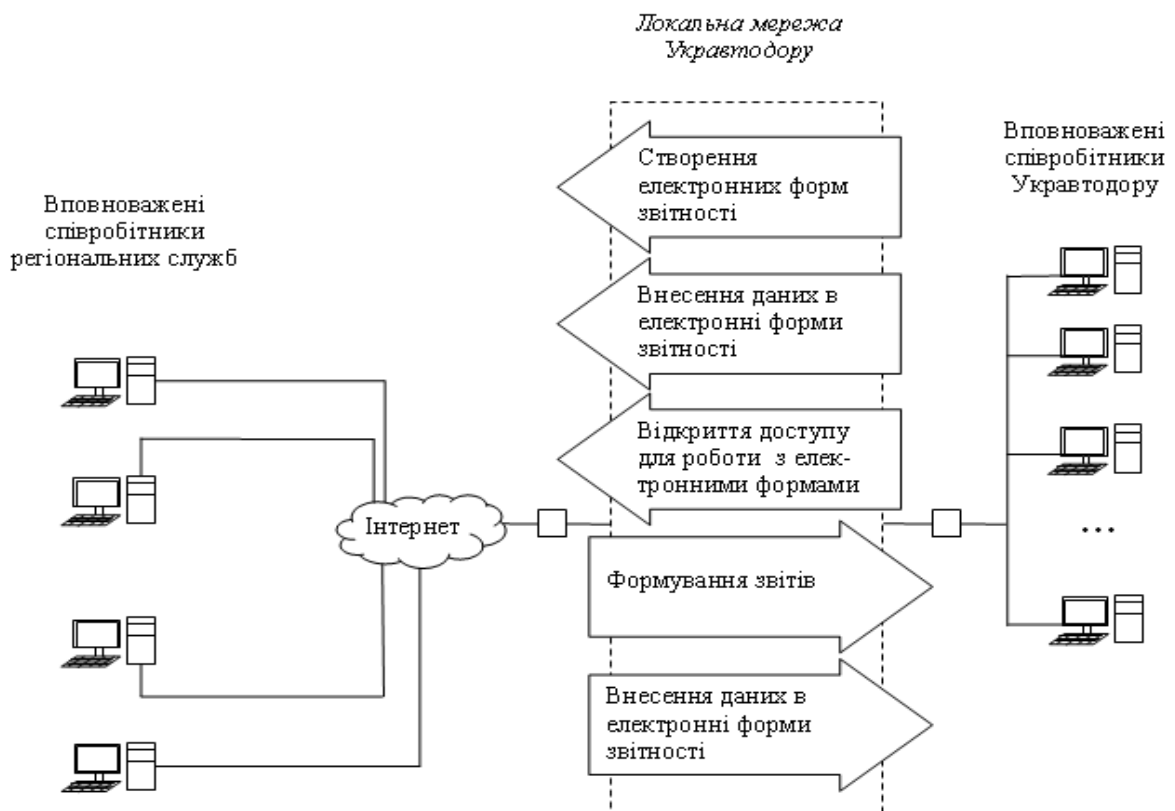 Локальна мережа
Укравтодору
Вповноважені
співробітники
регіональних служб
Створення
електронних форм
звітності
Внесення даних в
електронні форми
звітності
Відкриття доступу
для роботи з елек-
тронними формами
Інтернет
Формування звітів
Внесення даних в
електронні форми
звітності
Вповноважені
співробітники
Укравтодору
...